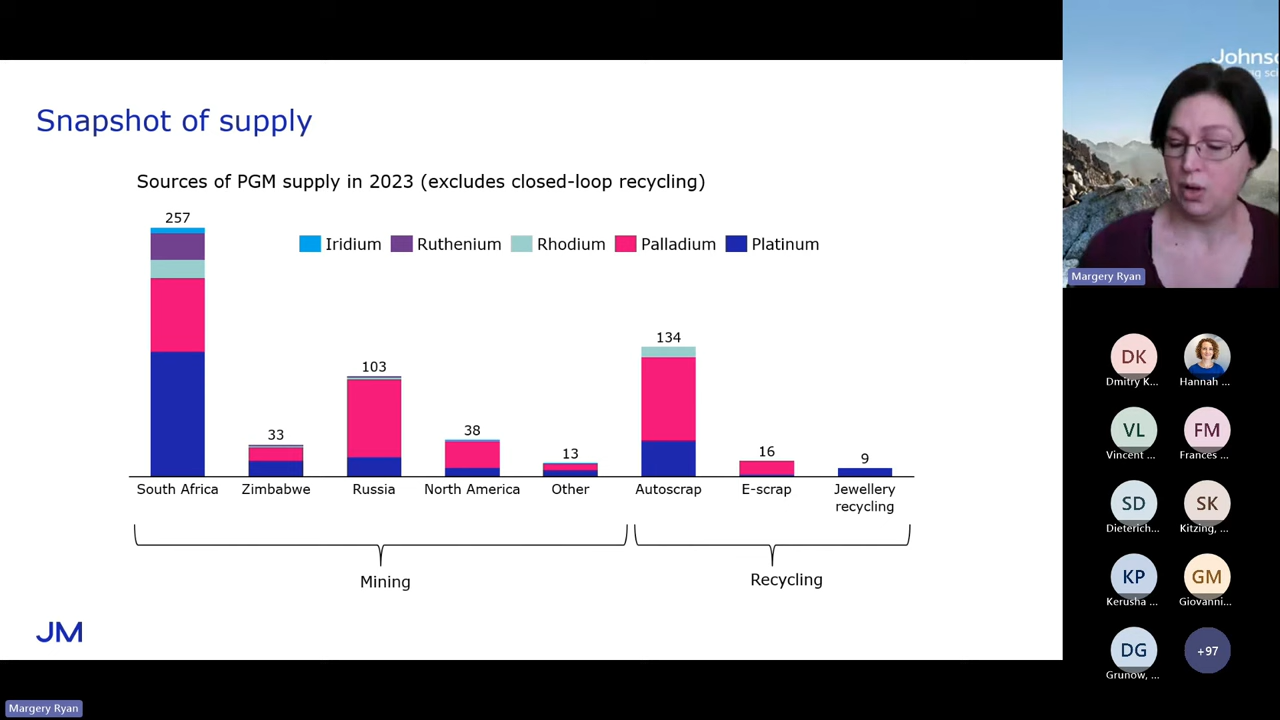 Snapshot of supply
Sources of PGM supply in 2023 (excludes closed-loop recycling)
257
Iridium Ruthenium Rhodium Palladium Platinum
33
103
38
13
134
16
9
South Africa
Zimbabwe
Russia
North America
Other
Autoscrap
E-scrap
Jewellery
recycling
Mining
Recycling
JM
Margery Ryan
Johnso
Margery Ryan
DK
Dmitry K...
Hannah ...
VL
Vincent ...
FM
Frances ...
SD
Dieterich...
SK
Kitzing, ...
KP
Kerusha ...
GM
Giovanni...
DG
Grunow, ...
+97